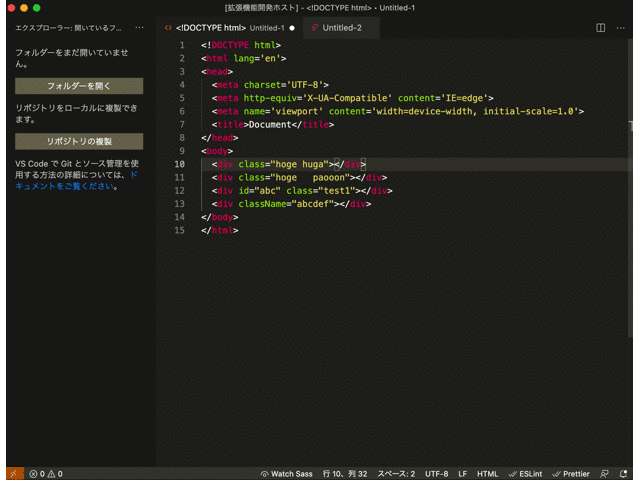 [拡張機能開発ホスト] - <!DOCTYPE html> • Untitled-1
エクスプローラー: 開いているフ... ...
<!DOCTYPE html> Untitled-1 ●
Untitled-2
フォルダーをまだ開いていませ
ん。
フォルダーを開く
リポジトリをローカルに複製でき
ます。
リポジトリの複製
VS Code で Git とソース管理を使
用する方法の詳細については、ド
キュメントをご覧ください。
1 <!DOCTYPE html>
2 <html lang='en'>
3 <head>
4 <meta charset='UTF-8'>
5 <meta http-equiv='X-UA-Compatible' content='IE=edge'>
6 <meta name='viewport' content='width=device-width, initial-scale=1.0'>
7 <title>Document</title>
8 </head>
9 <body>
10 <div class="hoge huga"></div>
11 <div class="hoge   paooon"></div>
12 <div id="abc" class="test1"></div>
13 <div className="abcdef"></div>
14 </body>
15 </html>
0 0 Watch Sass 行 10、列 32 スペース: 2 UTF-8 LF HTML ESLint Prettier